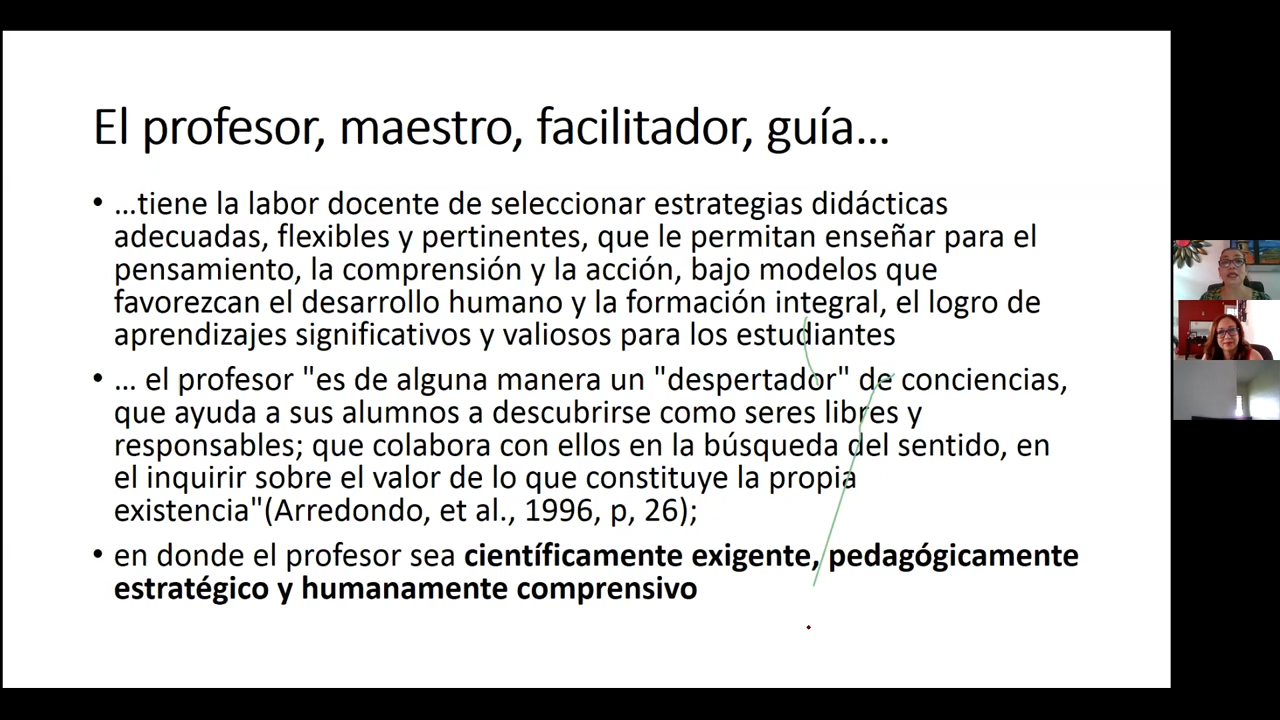 El profesor, maestro, facilitador, guía...
• ...tiene la labor docente de seleccionar estrategias didácticas
adecuadas, flexibles y pertinentes, que le permitan enseñar para el
pensamiento, la comprensión y la acción, bajo modelos que
favorezcan el desarrollo humano y la formación integral, el logro de
aprendizajes significativos y valiosos para los estudiantes
• ... el profesor "es de alguna manera un "despertador" de conciencias,
que ayuda a sus alumnos a descubrirse como seres libres y
responsables; que colabora con ellos en la búsqueda del sentido, en
el inquirir sobre el valor de lo que constituye la propia
existencia"(Arredondo, et al., 1996, p, 26);
• en donde el profesor sea científicamente exigente, pedagógicamente
estratégico y humanamente comprensivo